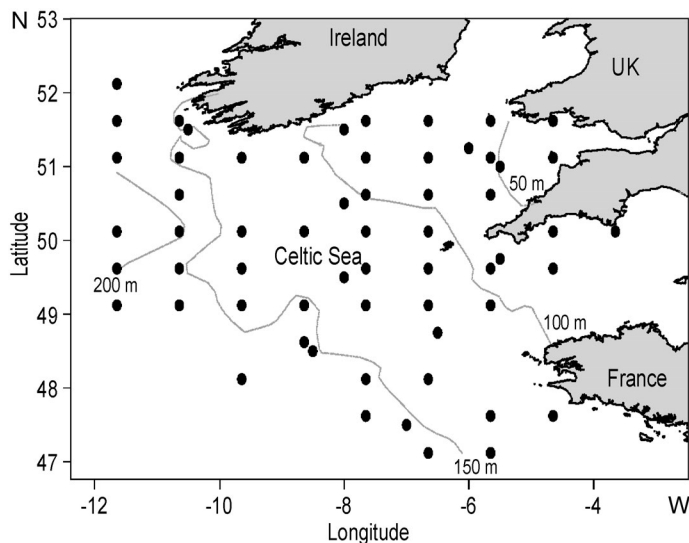 N
53
52
51
50
49
48
47
Latitude
Ireland
UK
50 m
Celtic Sea
200 m
100 m
France
150 m
-12
-10
-8
-6
-4
W
Longitude